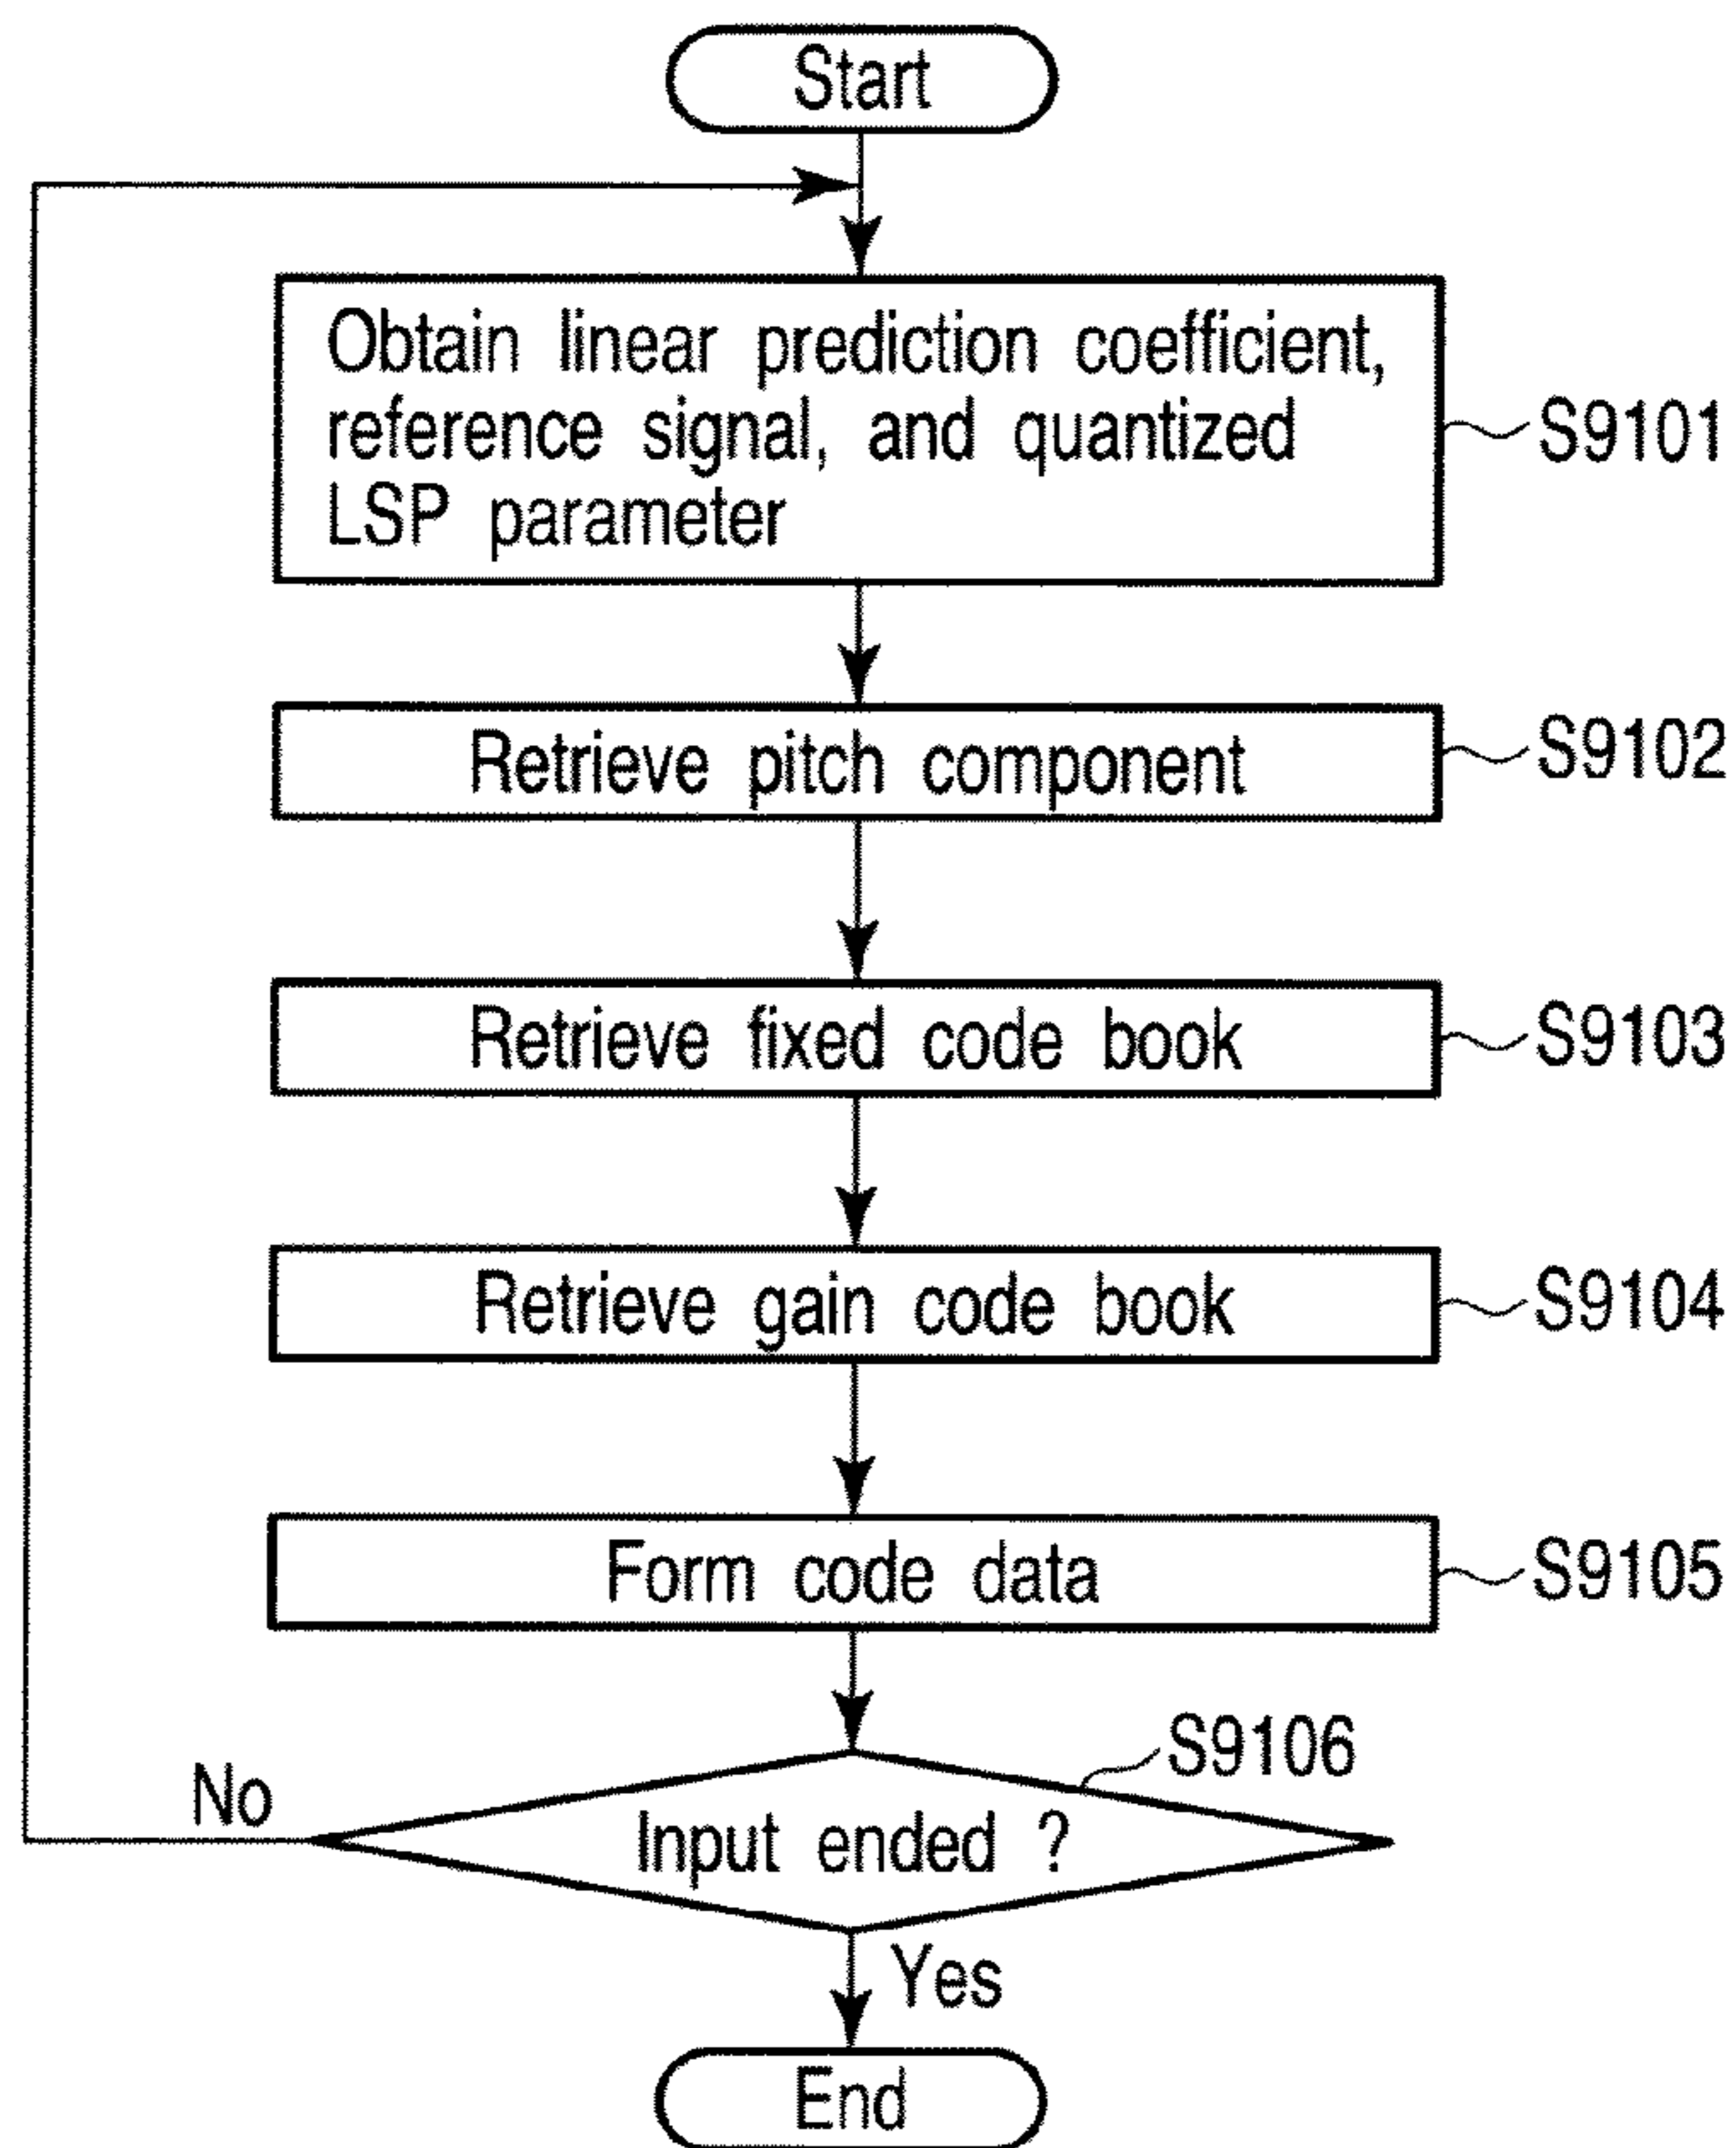 Start
Obtain linear prediction coefficient,
reference signal, and quantized
LSP parameter
S9101
Retrieve pitch component
S9102
Retrieve fixed code book
S9103
Retrieve gain code book
S9104
Form code data
S9105
S9106
No
Input ended ?
Yes
End